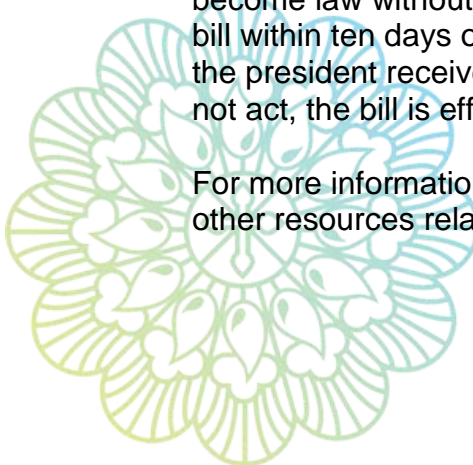 become law without
bill within ten days o
the president receive
not act, the bill is eff
For more informatio
other resources rela